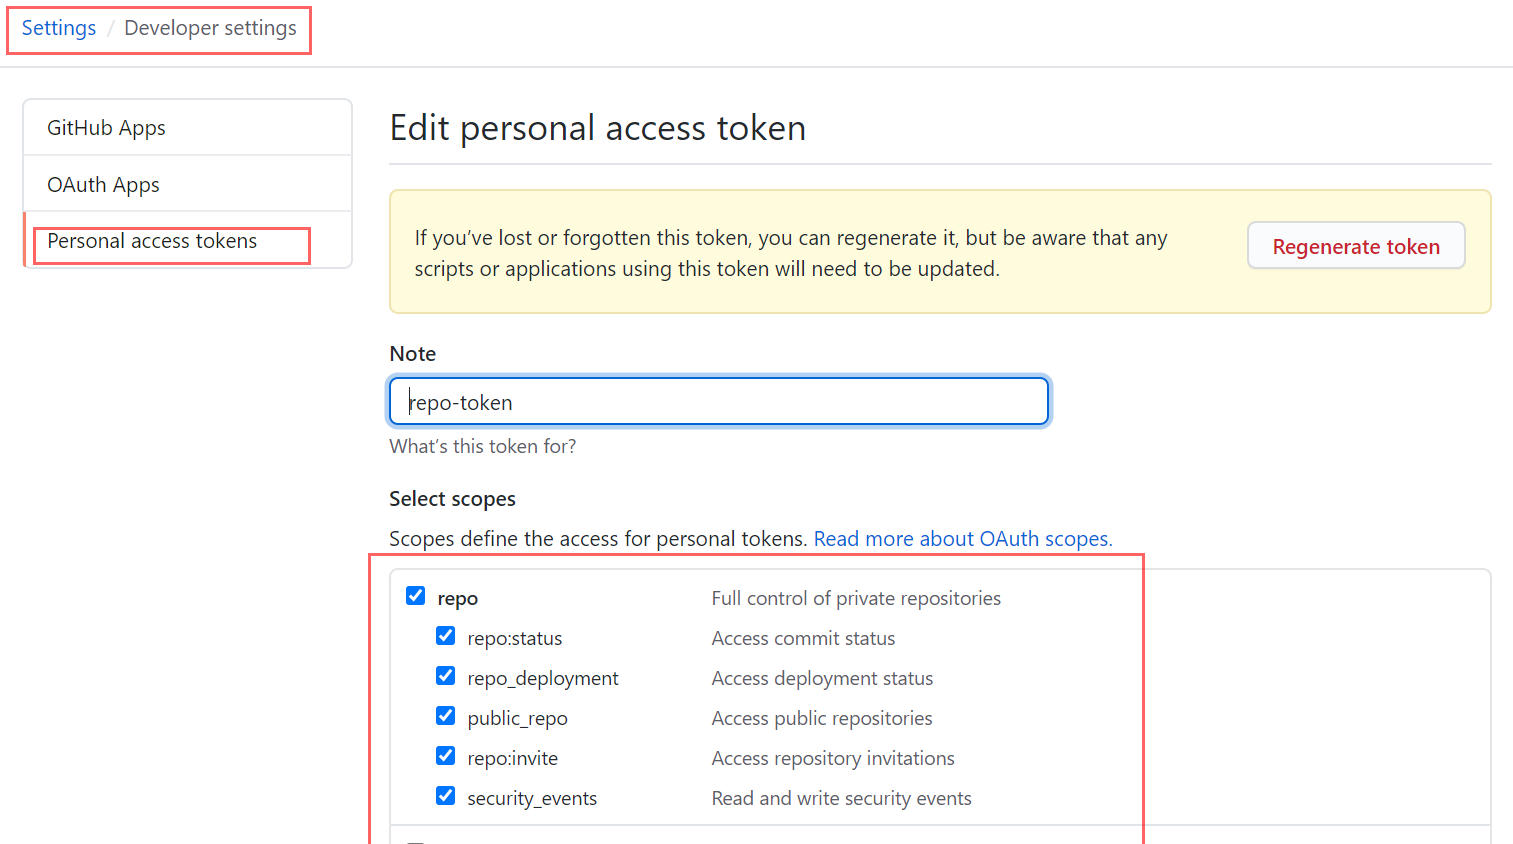 Settings / Developer settings
GitHub Apps
OAuth Apps
Personal access tokens
Edit personal access token
If you’ve lost or forgotten this token, you can regenerate it, but be aware that any
scripts or applications using this token will need to be updated.
Regenerate token
Note
repo-token
What’s this token for?
Select scopes
Scopes define the access for personal tokens. Read more about OAuth scopes.
repo Full control of private repositories
repo:status Access commit status
repo_deployment Access deployment status
public_repo Access public repositories
repo:invite Access repository invitations
security_events Read and write security events